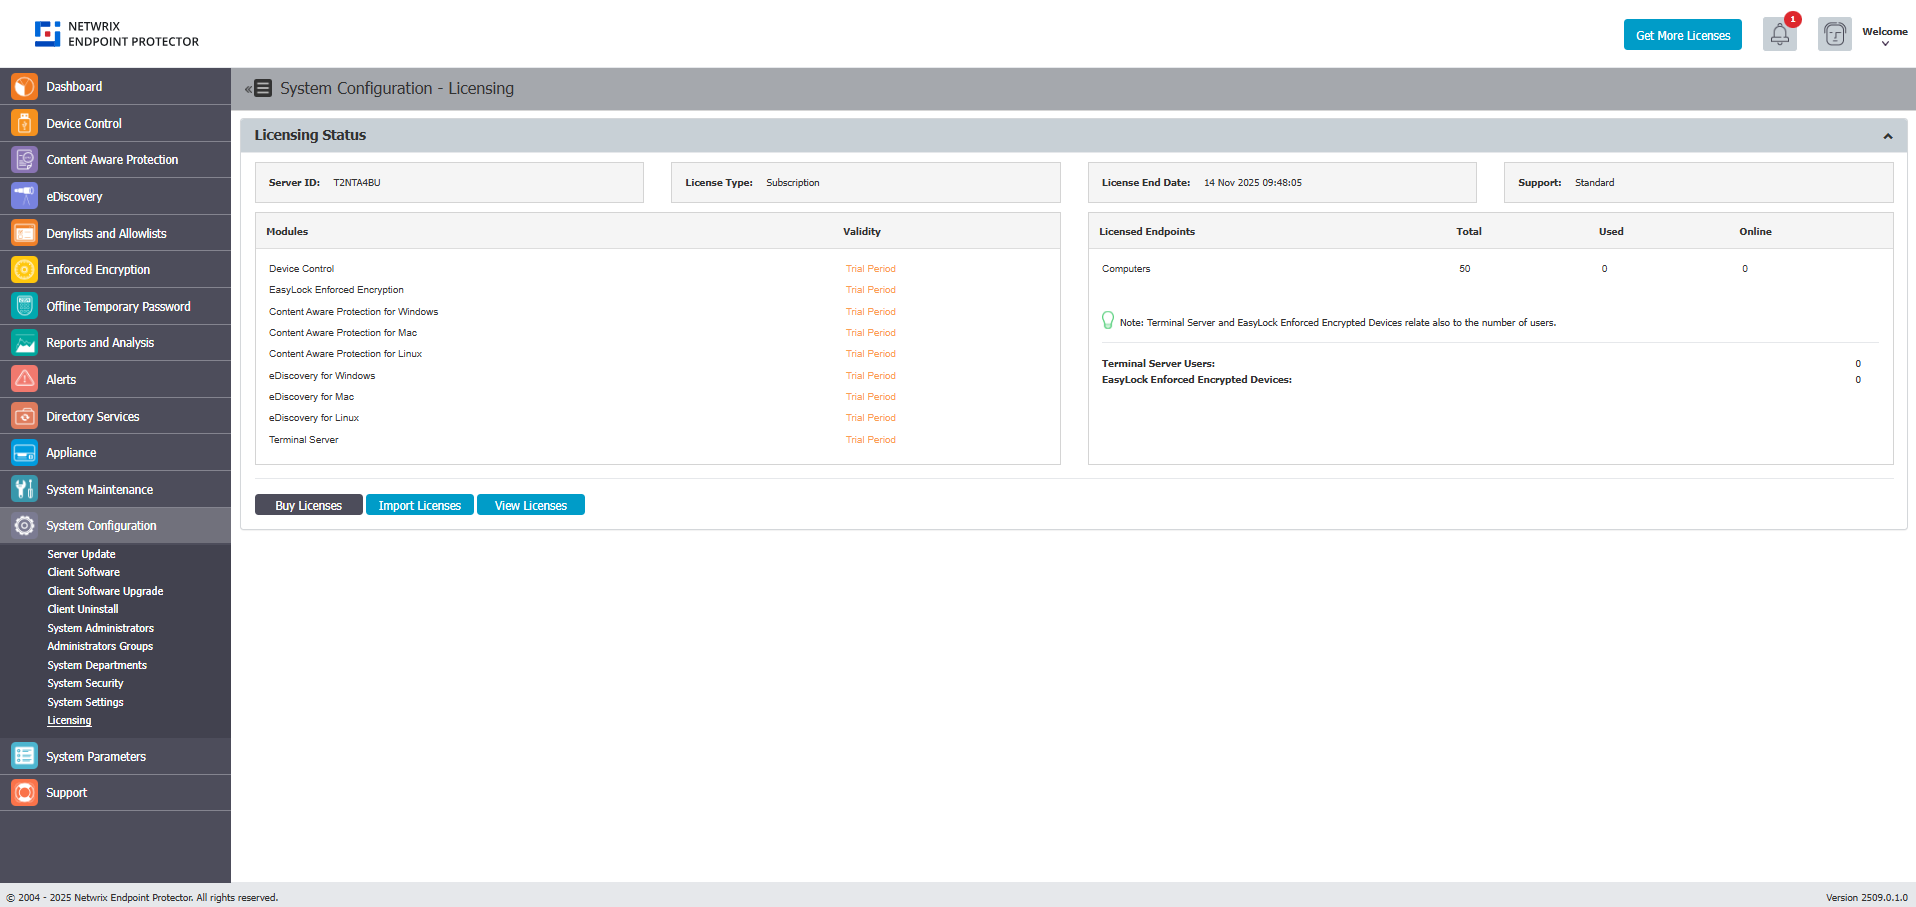 NETWRIX
ENDPOINT PROTECTOR
Get More Licenses
1
Welcome
Dashboard
Device Control
Content Aware Protection
eDiscovery
Denylists and Allowlists
Enforced Encryption
Offline Temporary Password
Reports and Analysis
Alerts
Directory Services
Appliance
System Maintenance
System Configuration
Server Update
Client Software
Client Software Upgrade
Client Uninstall
System Administrators
Administrators Groups
System Departments
System Security
System Settings
Licensing
System Parameters
Support
« System Configuration - Licensing
Licensing Status
Server ID: T2NTA4BU
License Type: Subscription
License End Date: 14 Nov 2025 09:48:05
Support: Standard
Modules Validity
Device Control Trial Period
EasyLock Enforced Encryption Trial Period
Content Aware Protection for Windows Trial Period
Content Aware Protection for Mac Trial Period
Content Aware Protection for Linux Trial Period
eDiscovery for Windows Trial Period
eDiscovery for Mac Trial Period
eDiscovery for Linux Trial Period
Terminal Server Trial Period
Licensed Endpoints Total Used Online
Computers 50 0 0
Note: Terminal Server and EasyLock Enforced Encrypted Devices relate also to the number of users.
Terminal Server Users: 0
EasyLock Enforced Encrypted Devices: 0
Buy Licenses Import Licenses View Licenses
© 2004 - 2025 Netwrix Endpoint Protector. All rights reserved.
Version 2509.0.1.0